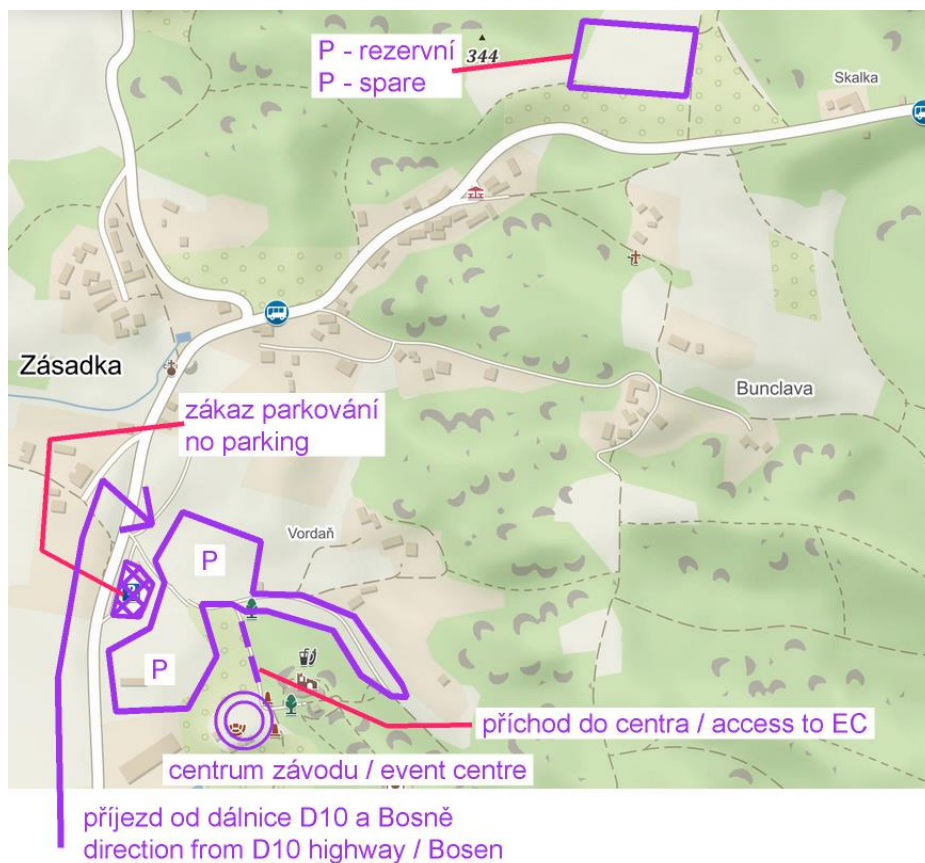 P - rezervní
P - spare
344
Skalka
Zásadka
Bunclava
zákaz parkování
no parking
Vordaň
P
P
příchod do centra / access to EC
centrum závodu / event centre
příjezd od dálnice D10 a Bosně
direction from D10 highway / Bosen